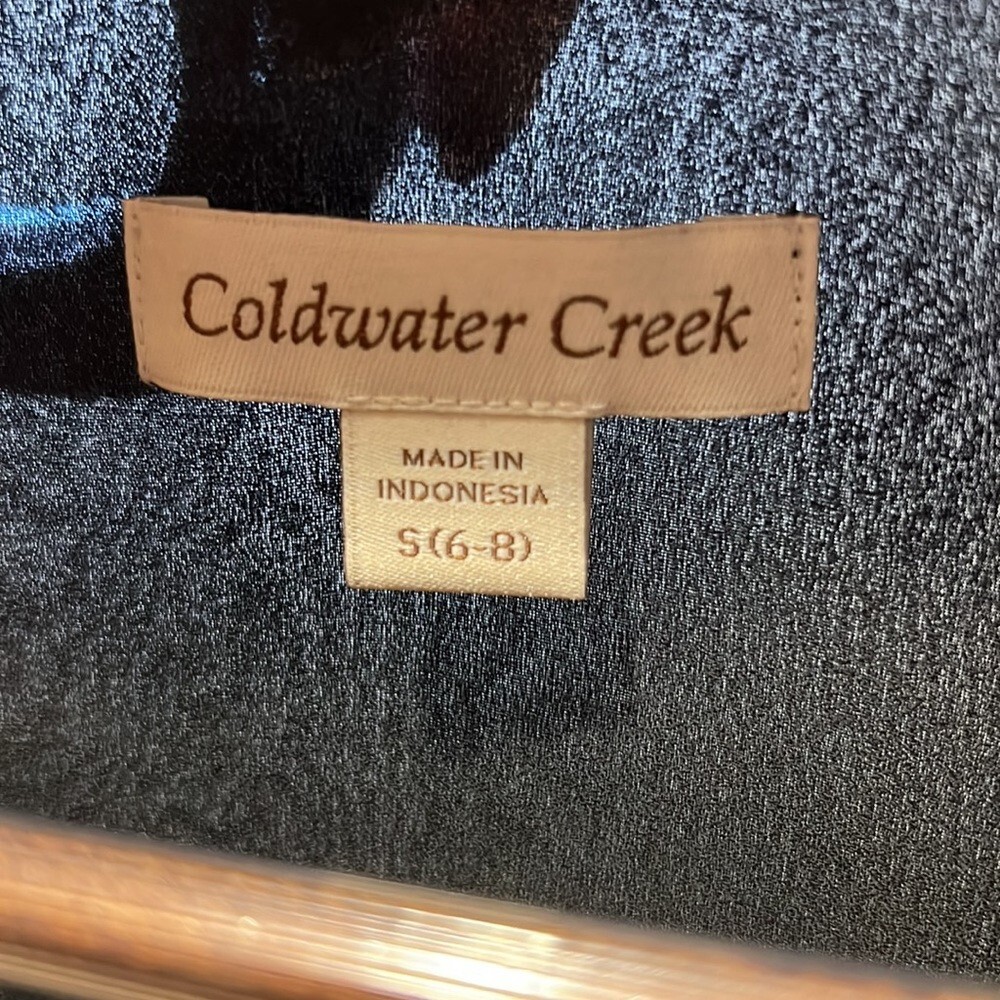 Coldwater Creek
MADE IN
INDONESIA
S(6-8)